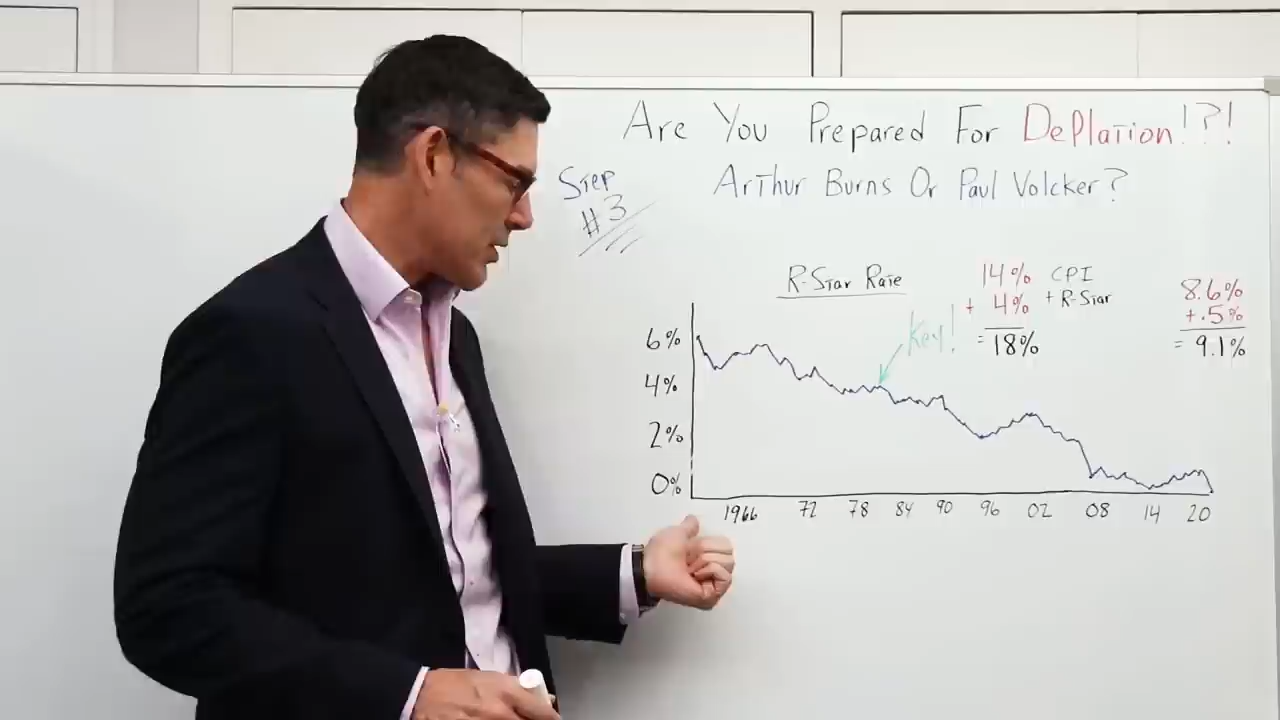 Are You Prepared For Deflation!?!
Step
#3
Arthur Burns Or Paul Volcker?
R-Star Rate
14% CPI
+ 4% + R-Star
= 18%
8.6%
+.5%
= 9.1%
Key!
6%
4%
2%
0%
1966 72 78 84 90 96 02 08 14 20